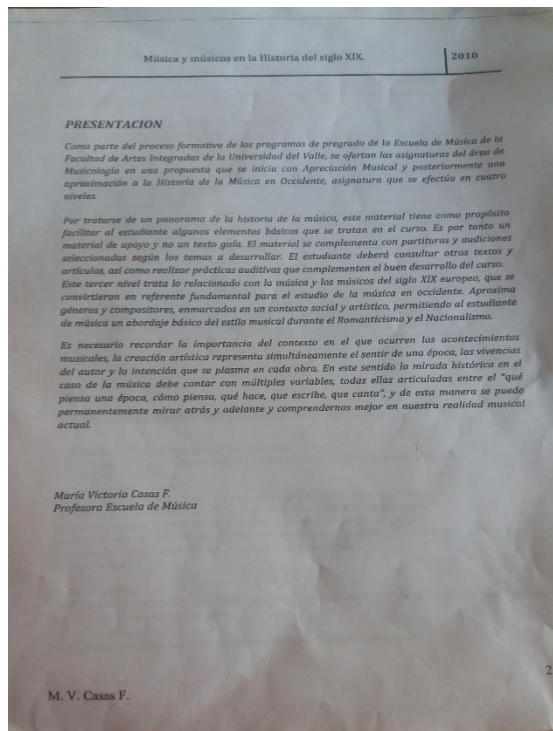 Música y músicos en la Historia del siglo XIX.
2010
PRESENTACION
Como parte del proceso formativo de los programas de pregrado de la Escuela de Música de la
Facultad de Artes Integradas de la Universidad del Valle, se ofertan las asignaturas del área de
Musicología en una propuesta que se inicia con Apreciación Musical y posteriormente una
aproximación a la Historia de la Música en Occidente, asignatura que se efectúa en cuatro
niveles.
Por tratarse de un panorama de la historia de la música, este material tiene como propósito
facilitar al estudiante algunos elementos básicos que se tratan en el curso. Es por tanto un
material de apoyo y no un texto guía. El material se complementa con partituras y audiciones
seleccionadas según los temas a desarrollar. El estudiante deberá consultar otros textos y
artículos, así como realizar prácticas auditivas que complementen el buen desarrollo del curso.
Este tercer nivel trata lo relacionado con la música y los músicos del siglo XIX europeo, que se
convirtieron en referente fundamental para el estudio de la música en occidente. Aproxima
géneros y compositores, enmarcados en un contexto social y artístico, permitiendo al estudiante
de música un abordaje básico del estilo musical durante el Romanticismo y el Nacionalismo.
Es necesario recordar la importancia del contexto en el que ocurren los acontecimientos
musicales, la creación artística representa simultáneamente el sentir de una época, las vivencias
del autor y la intención que se plasma en cada obra. En este sentido la mirada histórica en el
caso de la música debe contar con múltiples variables, todas ellas articuladas entre el "qué
piensa una época, cómo piensa, qué hace, que escribe, que canta", y de esta manera se puede
permanentemente mirar atrás y adelante y comprendernos mejor en nuestra realidad musical
actual.
María Victoria Casas F.
Profesora Escuela de Música
2
M. V. Casas F.